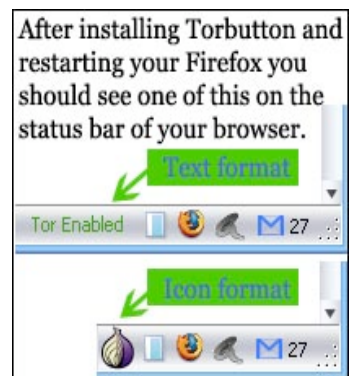 After installing Torbutton and
restarting your Firefox you
should see one of this on the
status bar of your browser.
Text format
Tor Enabled 27
Icon format
27